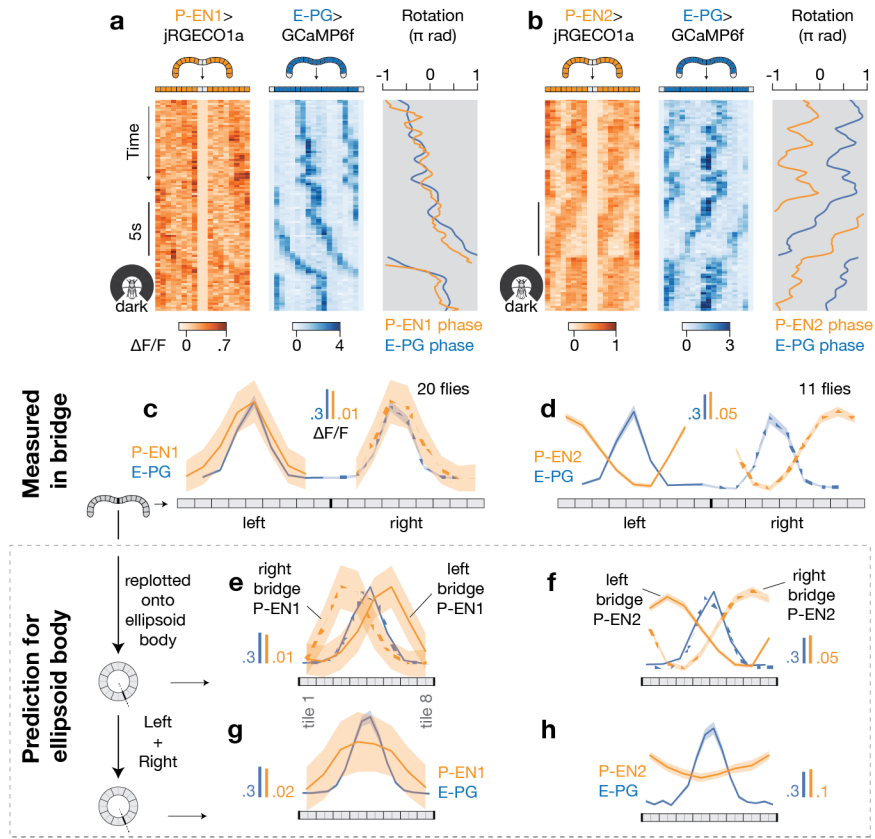 a
P-EN1>
jRGECO1a
E-PG>
GCaMP6f
Rotation
(π rad)
-1 0 1
Time
5s
dark
ΔF/F
0 .7
0 4
P-EN1 phase
E-PG phase
b
P-EN2>
jRGECO1a
E-PG>
GCaMP6f
Rotation
(π rad)
-1 0 1
dark
0 1
0 3
P-EN2 phase
E-PG phase
Measured
in bridge
c
.3 .01
ΔF/F
20 flies
P-EN1
E-PG
left right
d
.3 .05
11 flies
P-EN2
E-PG
left right
Prediction for
ellipsoid body
replotted
onto
ellipsoid
body
Left
+
Right
e
right
bridge
P-EN1
left
bridge
P-EN1
.3 .01
tile 1
tile 8
f
left
bridge
P-EN2
right
bridge
P-EN2
.3 .05
g
.3 .02
P-EN1
E-PG
h
P-EN2
E-PG
.3 .1